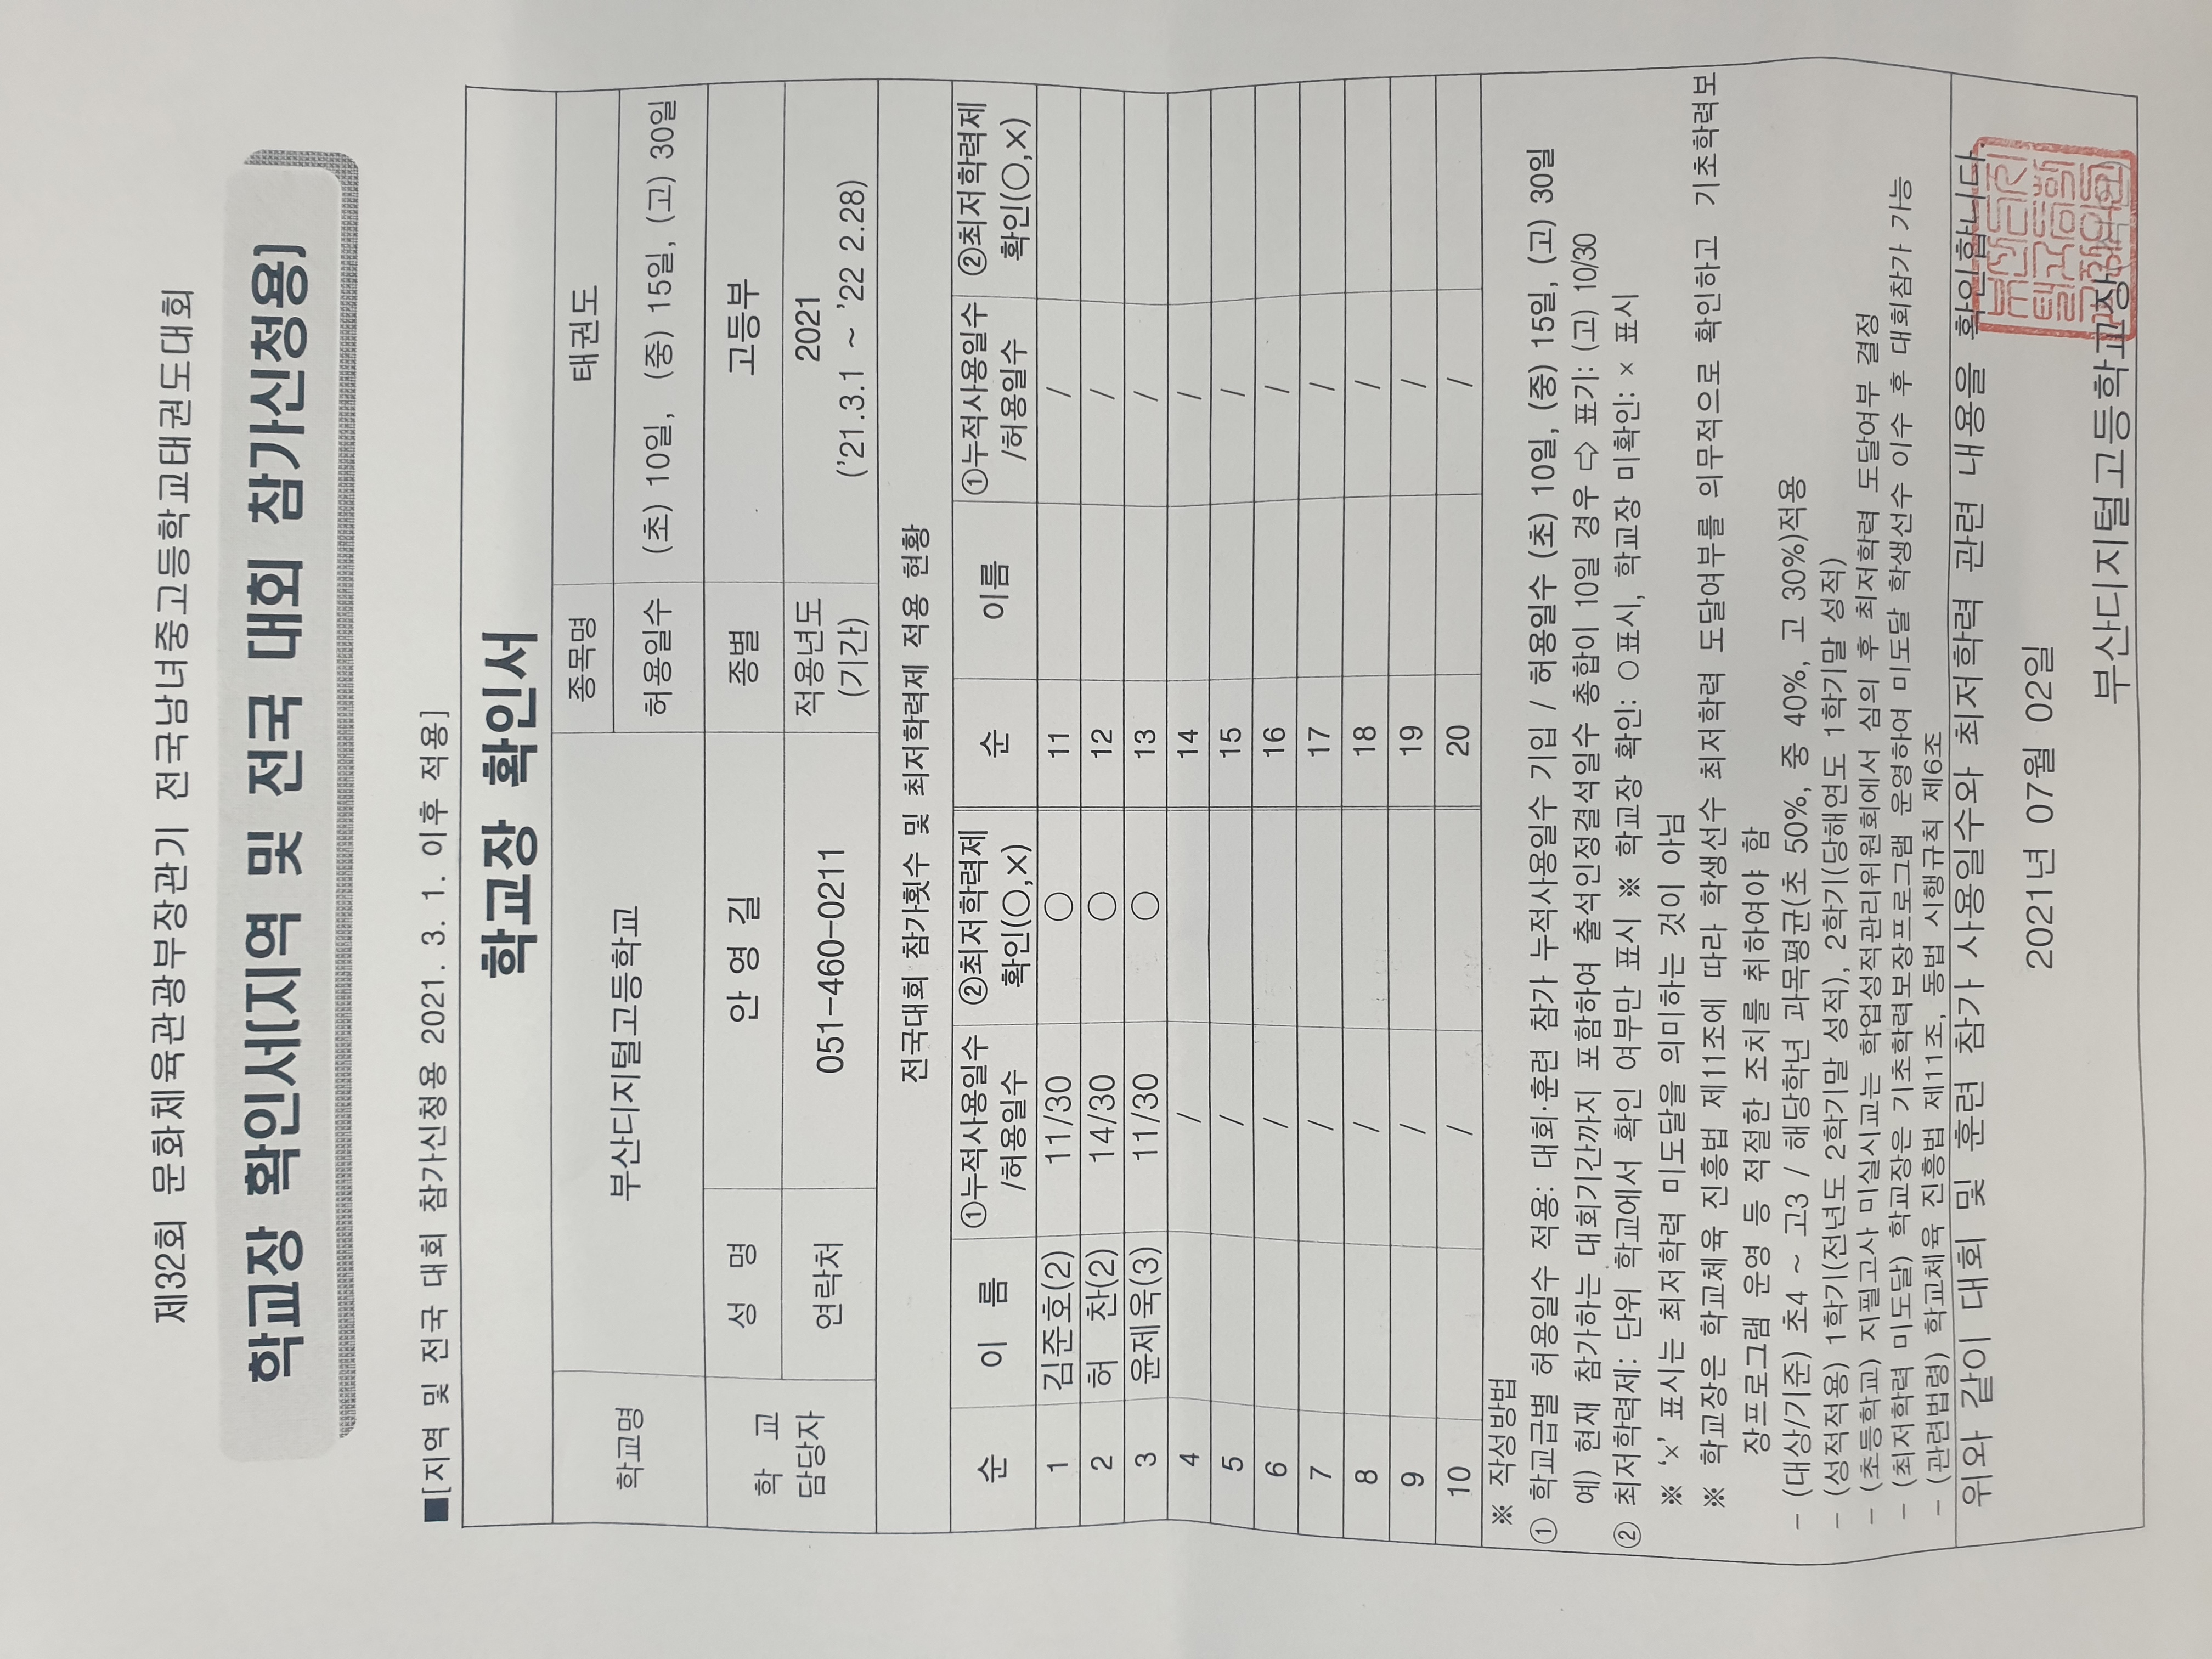 제32회 문화체육관광부장관기 전국남녀중고등학교태권도대회
학교장 확인서[지역 및 전국 대회 참가신청용]
■[지역 및 전국 대회 참가신청용 2021. 3. 1. 이후 적용]
학교장 확인서
학교명 부산디지털고등학교 종목명 태권도
허용일수 (초) 10일, (중) 15일, (고) 30일
학 교 담당자 성 명 안 영 길 종별 고등부
연락처 051-460-0211 적용년도 (기간) 2021 ('21.3.1 ~ '22 2.28)
전국대회 참가횟수 및 최저학력제 적용 현황
순 이 름 ①누적사용일수 /허용일수 ②최저학력제 확인(○,×) 순 이름 ①누적사용일수 /허용일수 ②최저학력제 확인(○,×)
1 김준호(2) 11/30 ○ 11 /
2 허 찬(2) 14/30 ○ 12 /
3 윤제욱(3) 11/30 ○ 13 /
4 / 14 /
5 / 15 /
6 / 16 /
7 / 17 /
8 / 18 /
9 / 19 /
10 / 20 /
※ 작성방법
① 학교급별 허용일수 적용: 대회·훈련 참가 누적사용일수 기입 / 허용일수 (초) 10일, (중) 15일, (고) 30일
예) 현재 참가하는 대회기간까지 포함하여 출석인정결석일수 총합이 10일 경우 ⇨ 표기: (고) 10/30
② 최저학력제: 단위 학교에서 확인 여부만 표시 ※ 학교장 확인: ○표시, 학교장 미확인: × 표시
※ '×' 표시는 최저학력 미도달을 의미하는 것이 아님
※ 학교장은 학교체육 진흥법 제11조에 따라 학생선수 최저학력 도달여부를 의무적으로 확인하고 기초학력보
장프로그램 운영 등 적절한 조치를 취하여야 함
- (대상/기준) 초4 ~ 고3 / 해당학년 과목평균(초 50%, 중 40%, 고 30%)적용
- (성적적용) 1학기(전년도 2학기말 성적), 2학기(당해연도 1학기말 성적)
- (초등학교) 지필고사 미실시교는 학업성적관리위원회에서 심의 후 최저학력 도달여부 결정
- (최저학력 미도달) 학교장은 기초학력보장프로그램 운영하여 미도달 학생선수 이수 후 대회참가 가능
- (관련법령) 학교체육 진흥법 제11조, 동법 시행규칙 제6조
위와 같이 대회 및 훈련 참가 사용일수와 최저학력 관련 내용을 확인합니다.
2021년 07월 02일
부산디지털고등학교장